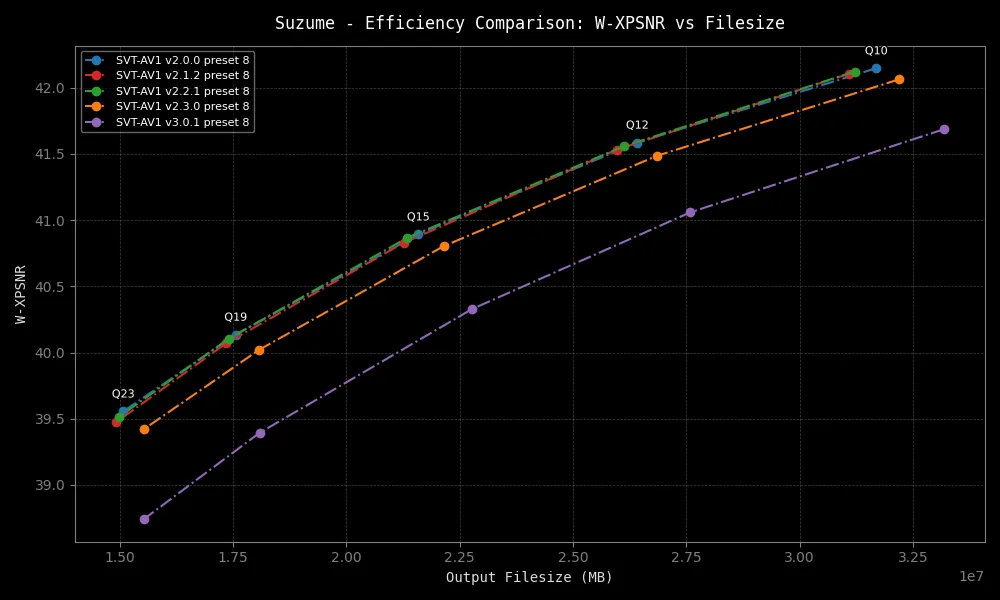 Suzume - Efficiency Comparison: W-XPSNR vs Filesize
SVT-AV1 v2.0.0 preset 8
SVT-AV1 v2.1.2 preset 8
SVT-AV1 v2.2.1 preset 8
SVT-AV1 v2.3.0 preset 8
SVT-AV1 v3.0.1 preset 8
Q10
Q12
Q15
Q19
Q23
W-XPSNR
42.0
41.5
41.0
40.5
40.0
39.5
39.0
1.50 1.75 2.00 2.25 2.50 2.75 3.00 3.25
1e7
Output Filesize (MB)